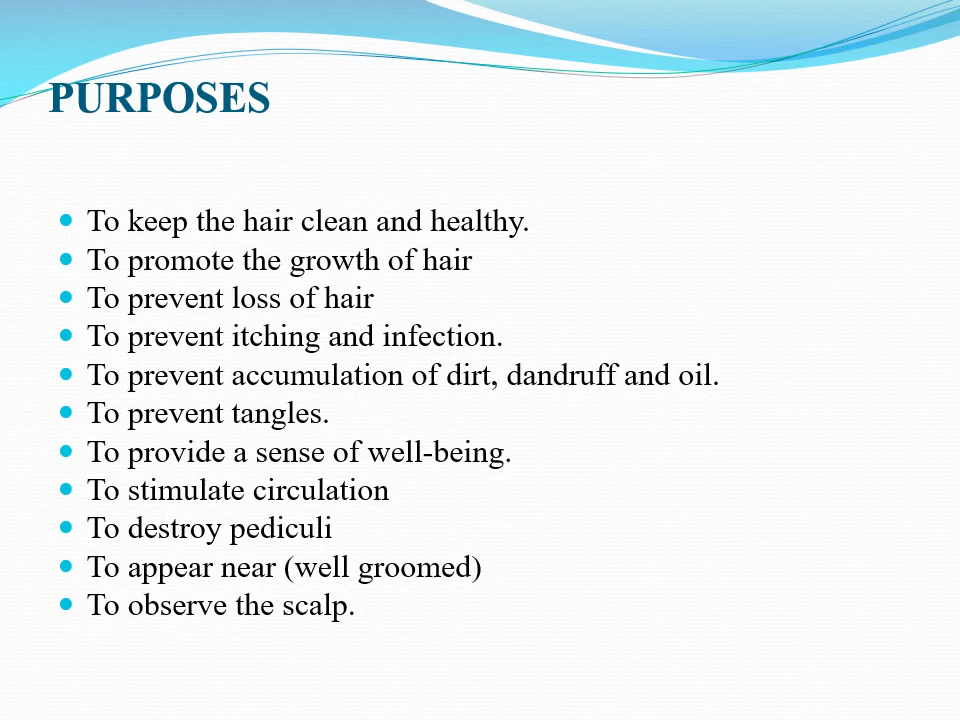 PURPOSES
To keep the hair clean and healthy.
To promote the growth of hair
To prevent loss of hair
To prevent itching and infection.
To prevent accumulation of dirt, dandruff and oil.
To prevent tangles.
To provide a sense of well-being.
To stimulate circulation
To destroy pediculi
To appear near (well groomed)
To observe the scalp.